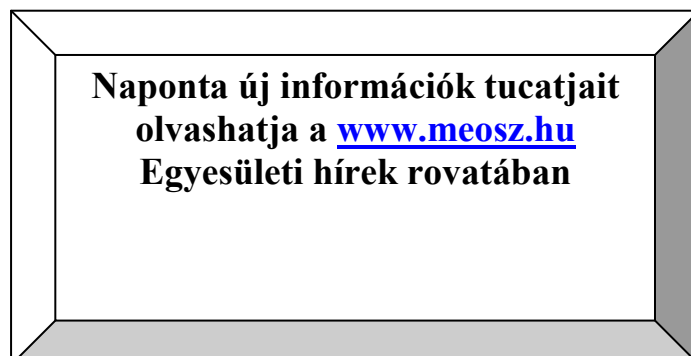 Naponta új információk tucatjait
olvashatja a www.meosz.hu
Egyesületi hírek rovatában